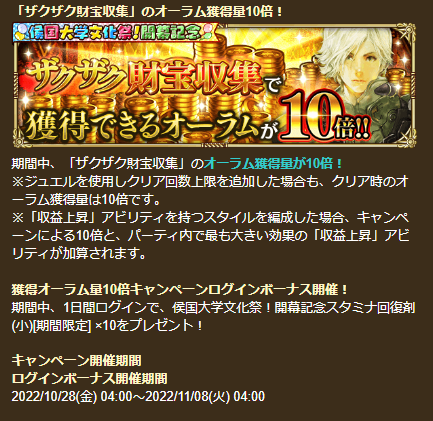 「ザクザク財宝収集」のオーラム獲得量10倍！
侯国大学文化祭！開幕記念
ザクザク財宝収集で
獲得できるオーラムが10倍!!
期間中、「ザクザク財宝収集」のオーラム獲得量が10倍！
※ジュエルを使用しクリア回数上限を追加した場合も、クリア時のオ
ーラム獲得量は10倍です。
※「収益上昇」アビリティを持つスタイルを編成した場合、キャンペ
ーンによる10倍と、パーティ内で最も大きい効果の「収益上昇」アビ
リティが加算されます。
獲得オーラム量10倍キャンペーンログインボーナス開催！
期間中、1日間ログインで、侯国大学文化祭！開幕記念スタミナ回復剤
(小)[期間限定] ×10をプレゼント！
キャンペーン開催期間
ログインボーナス開催期間
2022/10/28(金) 04:00～2022/11/08(火) 04:00